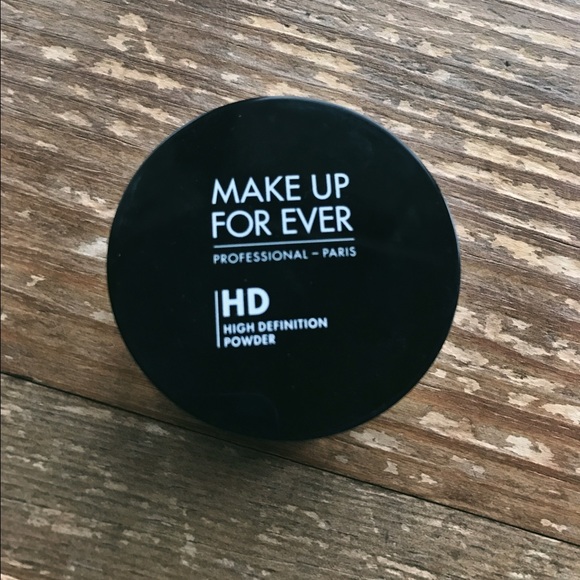 MAKE UP
FOR EVER
PROFESSIONAL – PARIS
HD
HIGH DEFINITION
POWDER